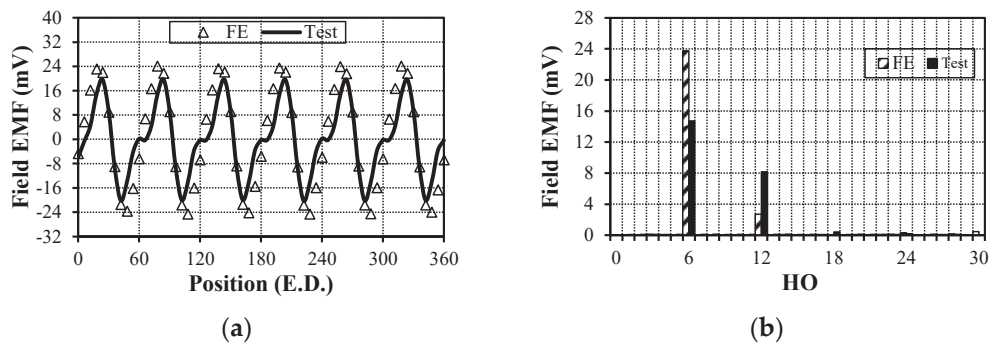 Field EMF (mV)
40
32
24
16
8
0
-8
-16
-24
-32
FE
Test
0 60 120 180 240 300 360
Position (E.D.)
(a)
Field EMF (mV)
28
24
20
16
12
8
4
0
FE
Test
0 6 12 18 24 30
HO
(b)